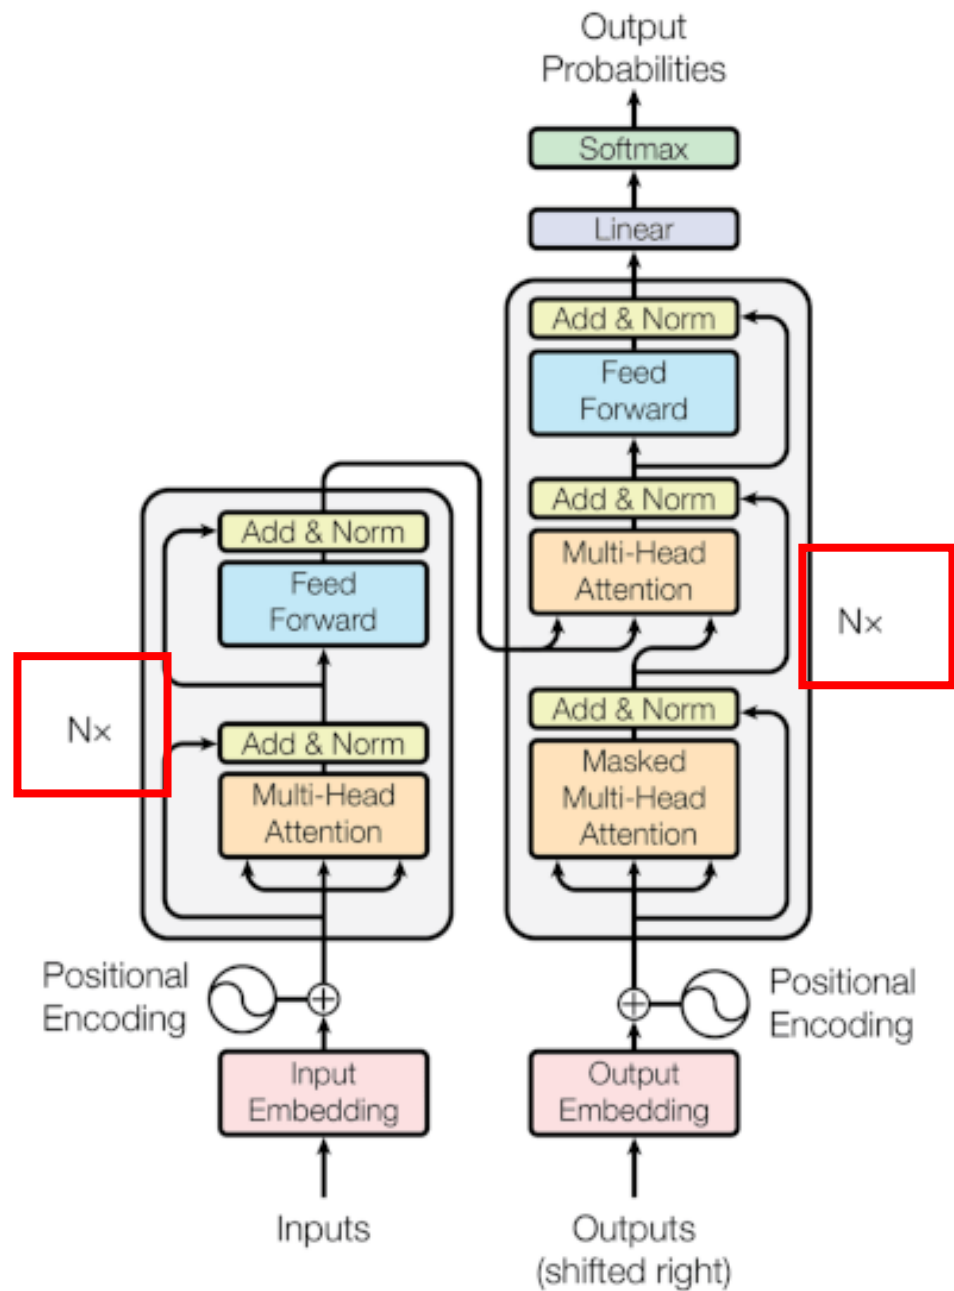 Output
Probabilities
Softmax
Linear
Add & Norm
Feed
Forward
Add & Norm
Multi-Head
Attention
N×
Add & Norm
Masked
Multi-Head
Attention
Add & Norm
Feed
Forward
N×
Add & Norm
Multi-Head
Attention
Positional
Encoding
Positional
Encoding
Input
Embedding
Output
Embedding
Inputs
Outputs
(shifted right)